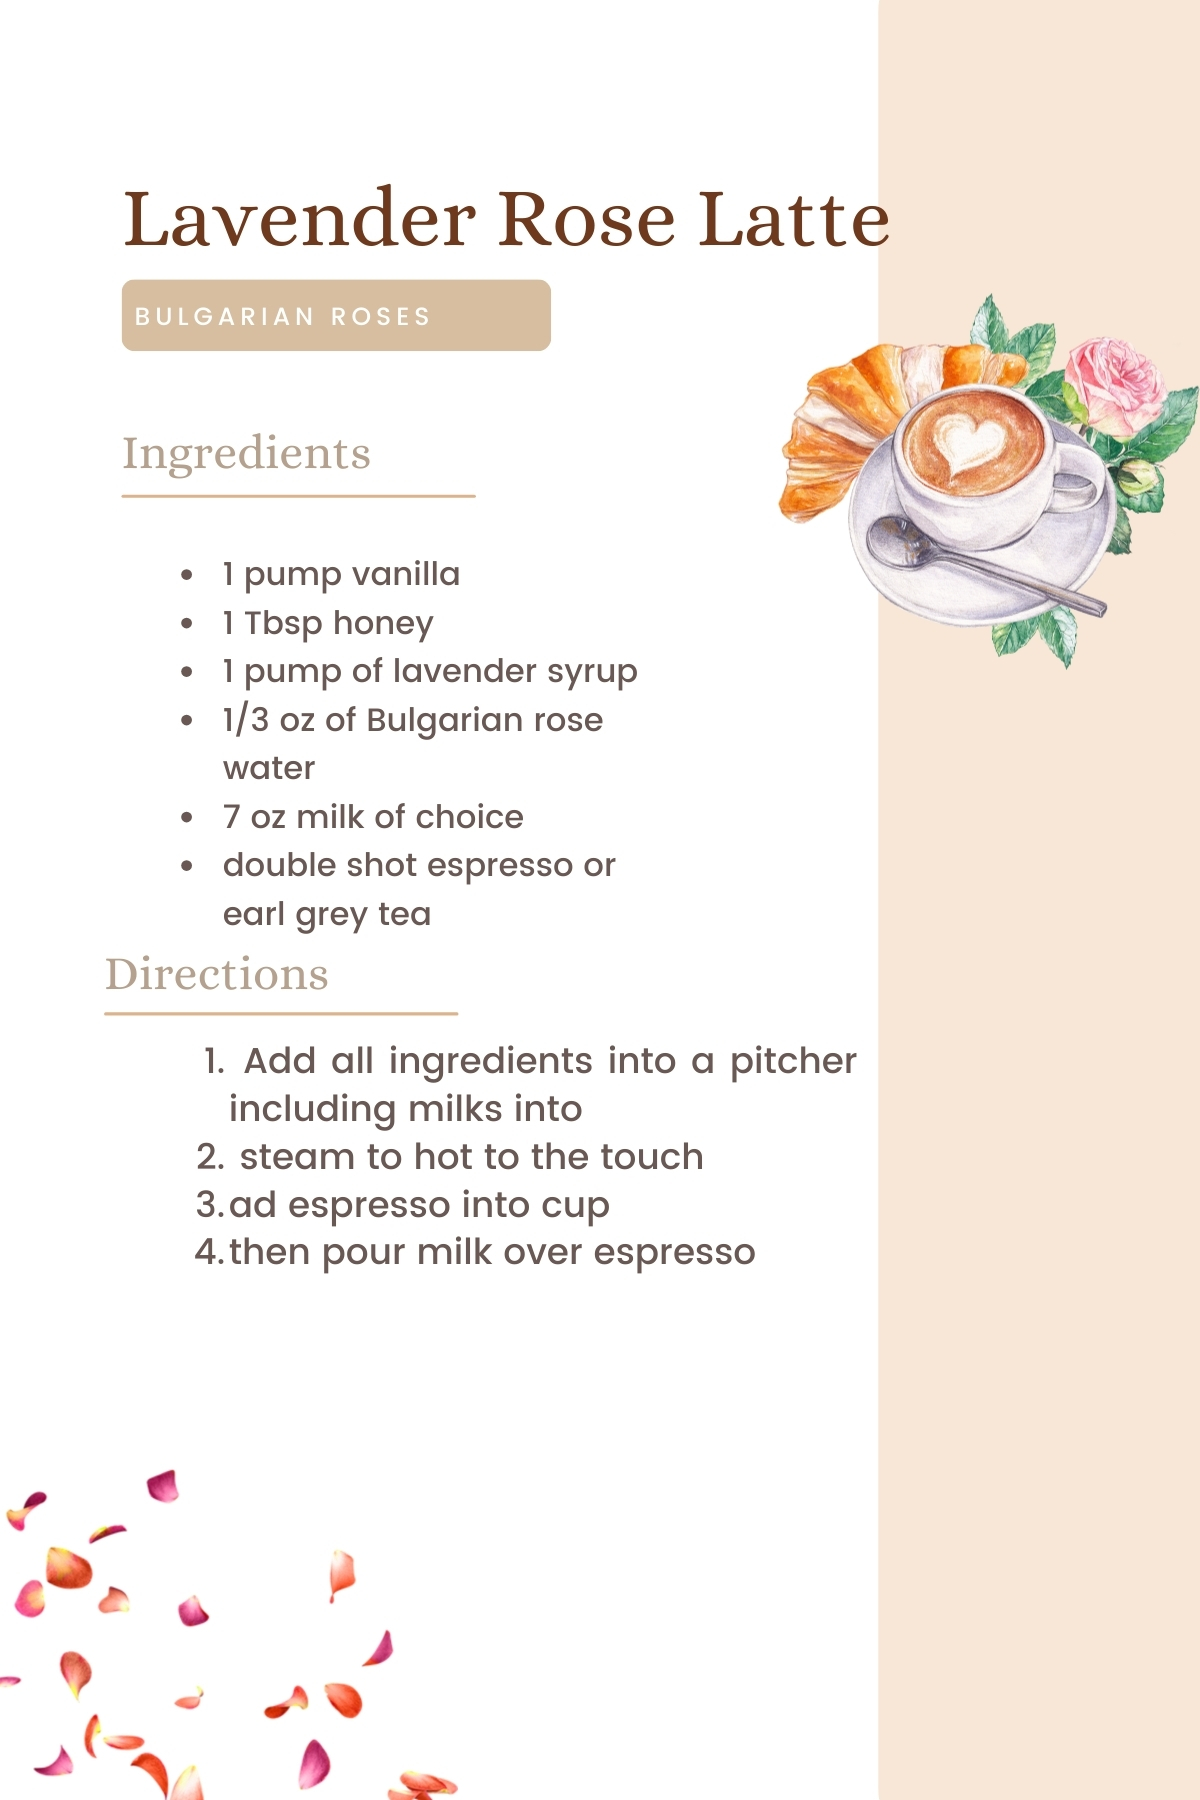 Lavender Rose Latte
BULGARIAN ROSES
Ingredients
• 1 pump vanilla
• 1 Tbsp honey
• 1 pump of lavender syrup
• 1/3 oz of Bulgarian rose
water
• 7 oz milk of choice
• double shot espresso or
earl grey tea
Directions
1. Add all ingredients into a pitcher
including milks into
2. steam to hot to the touch
3. ad espresso into cup
4. then pour milk over espresso